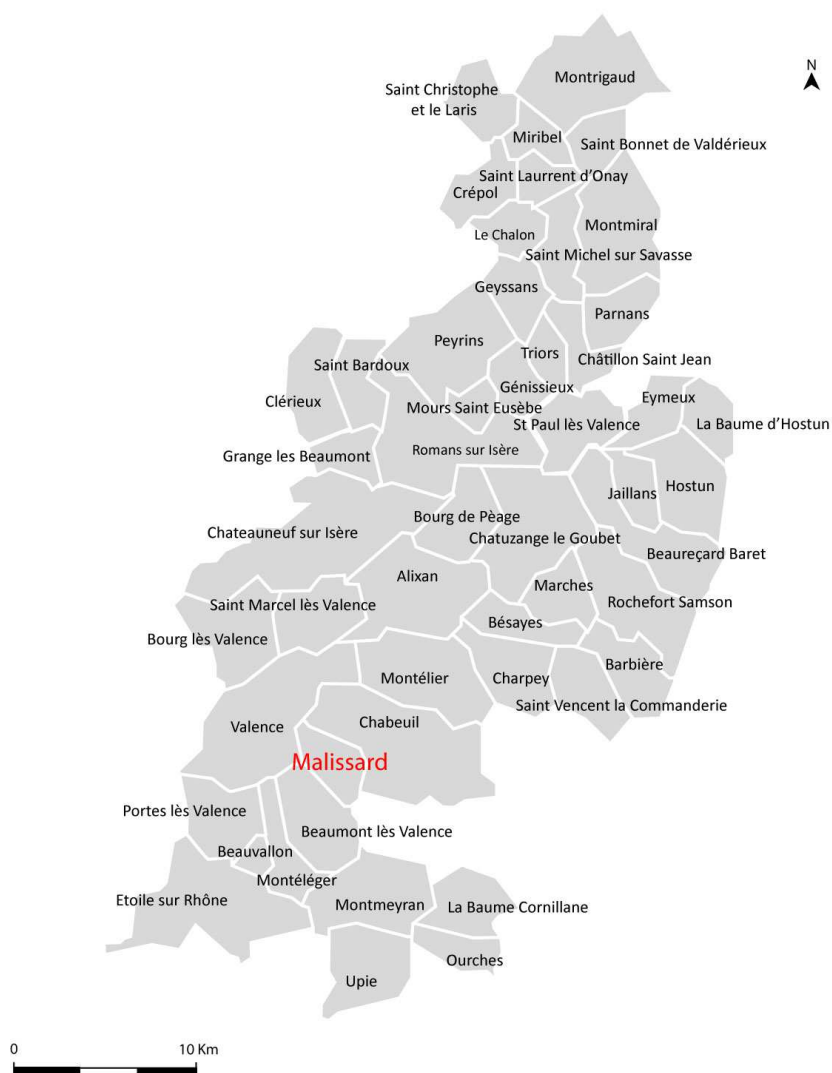 N
Montrigaud
Saint Christophe
et le Laris
Miribel
Saint Bonnet de Valdérieux
Saint Laurrent d'Onay
Crépol
Montmiral
Le Chalon
Saint Michel sur Savasse
Geyssans
Parnans
Peyrins
Triors
Châtillon Saint Jean
Saint Bardoux
Génissieux
Eymeux
Clérieux
Mours Saint Eusèbe
St Paul lès Valence
La Baume d'Hostun
Romans sur Isère
Grange les Beaumont
Jaillans
Hostun
Bourg de Pèage
Chateauneuf sur Isère
Chatuzange le Goubet
Beaureçard Baret
Alixan
Marches
Saint Marcel lès Valence
Rochefort Samson
Bésayes
Bourg lès Valence
Barbière
Montélier
Charpey
Saint Vencent la Commanderie
Chabeuil
Valence
Malissard
Portes lès Valence
Beaumont lès Valence
Beauvallon
Montéléger
Etoile sur Rhône
Montmeyran
La Baume Cornillane
Ourches
Upie
0
10 Km